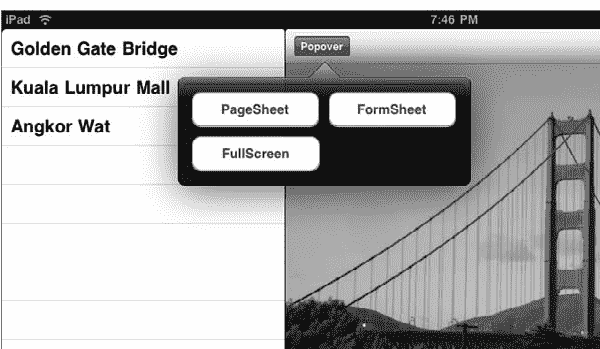 iPad 7:46 PM
Golden Gate Bridge
Popover
Kuala Lumpur Mall
Angkor Wat
PageSheet FormSheet
FullScreen